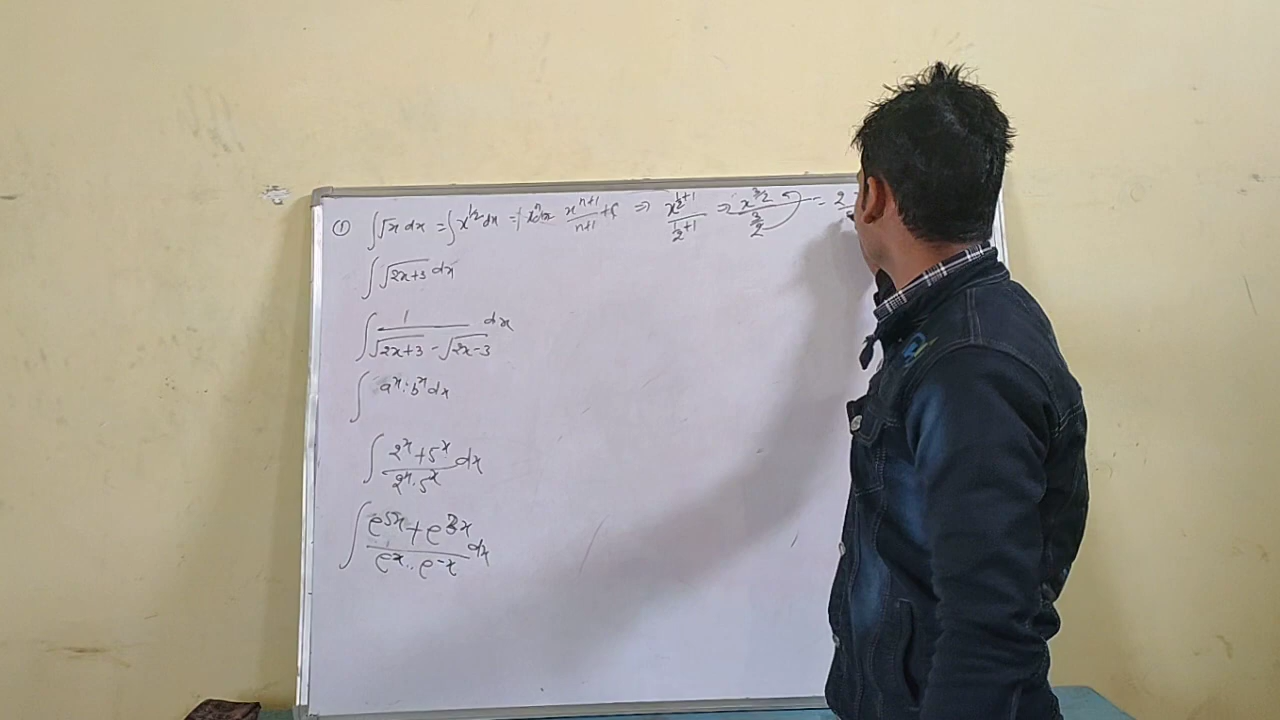 ① ∫√x dx = ∫x^1/2 dx = ∫x^n dx x^n+1/n+1 + c ⇒ x^1/2+1/1/2+1 ⇒ x^3/2/3/2 = 2
∫√2x+3 dx
∫1/√2x+3 - √2x-3 dx
∫a^x · b^x dx
∫2^x + 5^x/2^x · 5^x dx
∫e^5x + e^3x/e^x · e^-x dx